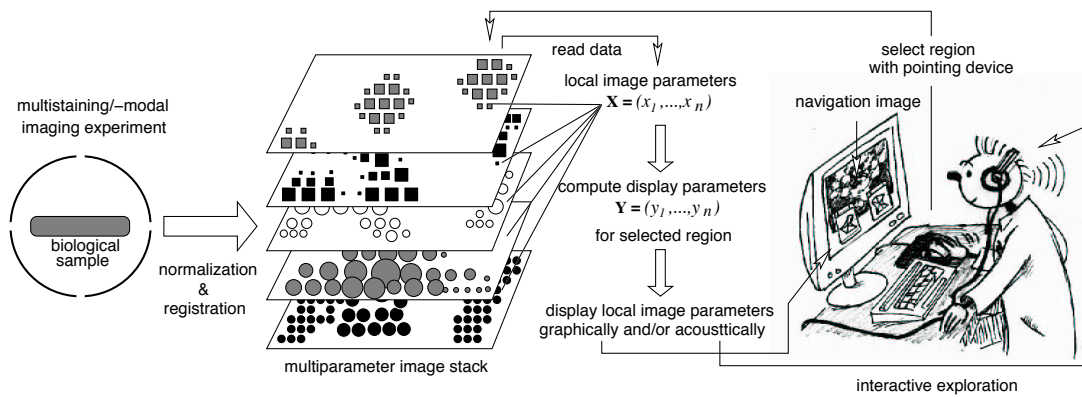 multistaining/-modal
imaging experiment
biological
sample
normalization
&
registration
multiparameter image stack
read data
local image parameters
X = (x1,...,xn)
compute display parameters
Y = (y1,...,yn)
for selected region
display local image parameters
graphically and/or acousttically
select region
with pointing device
navigation image
interactive exploration